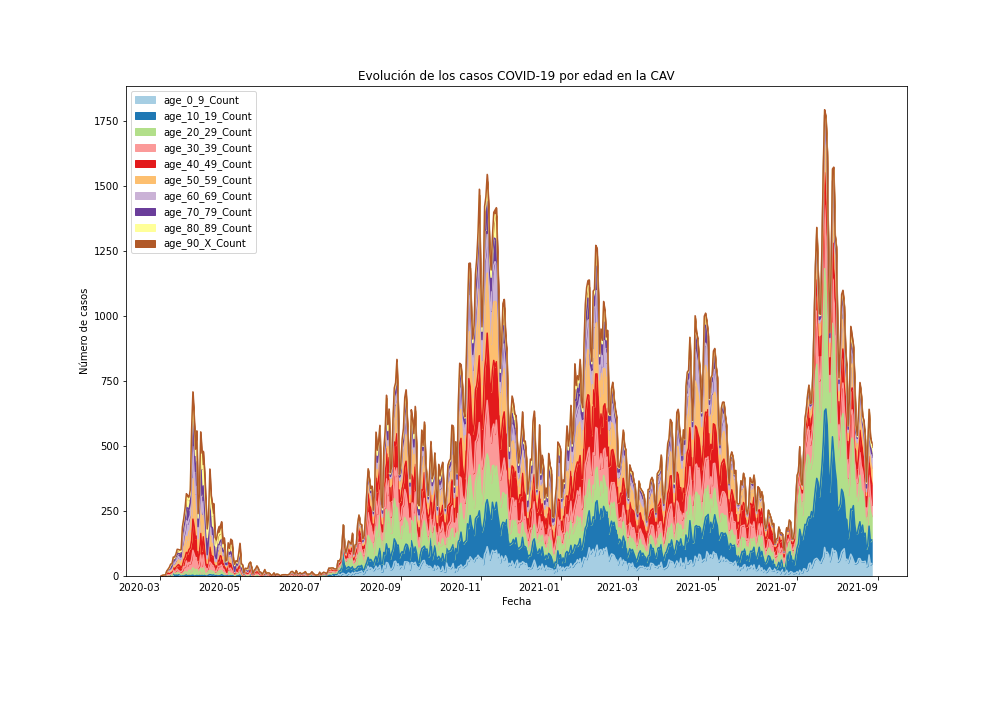 Evolución de los casos COVID-19 por edad en la CAV
age_0_9_Count
age_10_19_Count
age_20_29_Count
age_30_39_Count
age_40_49_Count
age_50_59_Count
age_60_69_Count
age_70_79_Count
age_80_89_Count
age_90_X_Count
1750
1500
1250
1000
750
500
250
0
Número de casos
2020-03 2020-05 2020-07 2020-09 2020-11 2021-01 2021-03 2021-05 2021-07 2021-09
Fecha